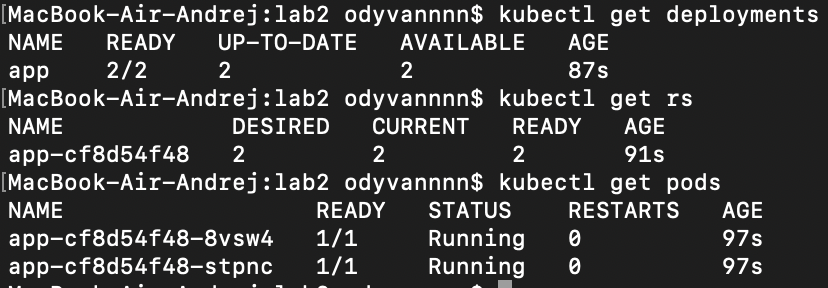 [MacBook-Air-Andrej:lab2 odyvannnn$ kubectl get deployments
NAME READY UP-TO-DATE AVAILABLE AGE
app 2/2 2 2 87s
[MacBook-Air-Andrej:lab2 odyvannnn$ kubectl get rs
NAME DESIRED CURRENT READY AGE
app-cf8d54f48 2 2 2 91s
[MacBook-Air-Andrej:lab2 odyvannnn$ kubectl get pods
NAME READY STATUS RESTARTS AGE
app-cf8d54f48-8vsw4 1/1 Running 0 97s
app-cf8d54f48-stpnc 1/1 Running 0 97s